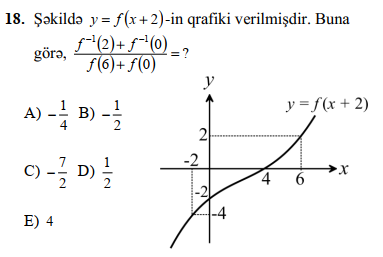 18. Şəkildə y = f(x + 2)-in qrafiki verilmişdir. Buna
görə, (f⁻¹(2) + f⁻¹(0)) / (f(6) + f(0)) = ?
A) -1/4 B) -1/2
C) -7/2 D) 1/2
E) 4
y
y = f(x + 2)
2
-2
4 6 x
-2
-4